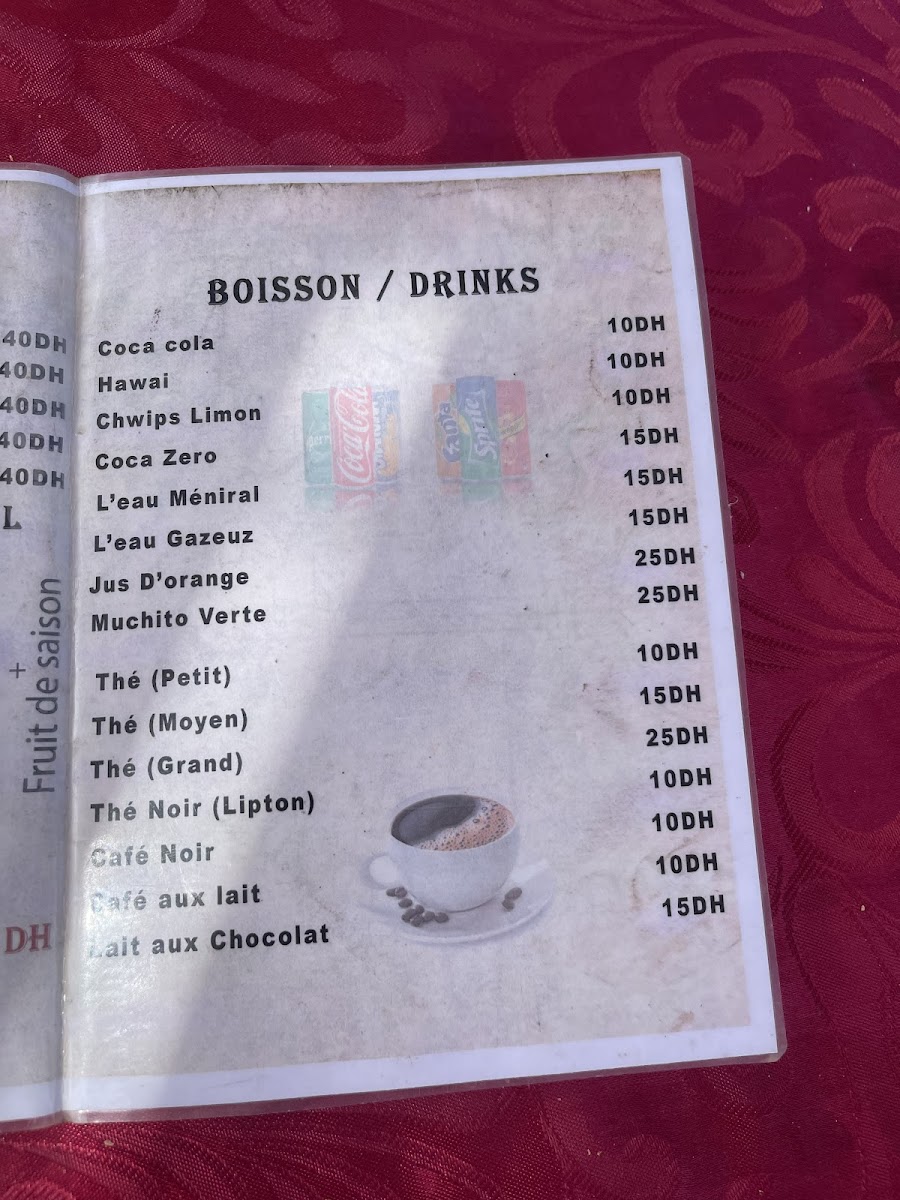 BOISSON / DRINKS
Coca cola 10DH
Hawai 10DH
Chwips Limon 10DH
Coca Zero 15DH
L'eau Méniral 15DH
L'eau Gazeuz 15DH
Jus D'orange 25DH
Muchito Verte 25DH
Thé (Petit) 10DH
Thé (Moyen) 15DH
Thé (Grand) 25DH
Thé Noir (Lipton) 10DH
Café Noir 10DH
Café aux lait 10DH
Lait aux Chocolat 15DH
Coca-Cola
Sprite
40DH
40DH
40DH
40DH
40DH
L
+
Fruit de saison
DH